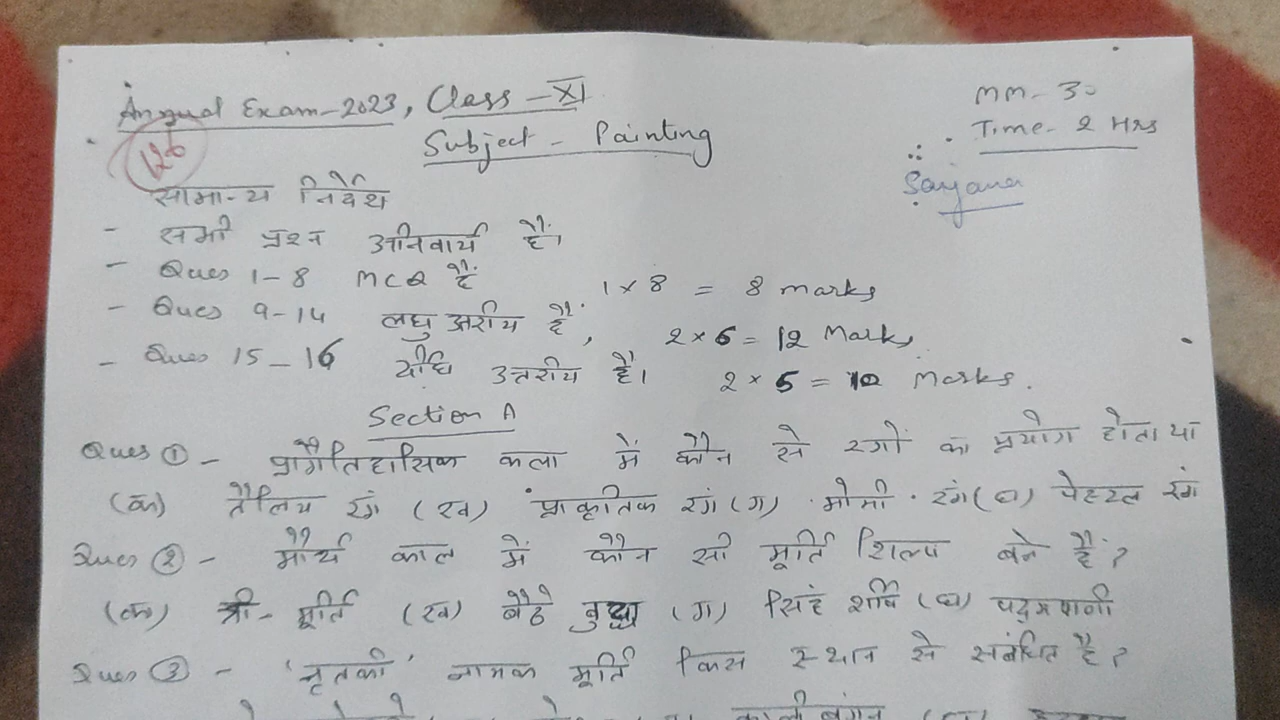 Annual Exam-2023, Class - XI
MM- 30
Subject - Painting
Time- 2 Hrs
126
Sanjana
सामान्य निर्देश
- सभी प्रश्न अनिवार्य हैं।
- Ques 1-8 MCQ हैं 1 x 8 = 8 marks
- Ques 9-14 लघु उत्तरीय हैं, 2 x 6 = 12 Marks
- Ques 15-16 दीर्घ उत्तरीय हैं। 2 x 5 = 10 Marks.
Section A
Ques ① - प्रागैतिहासिक कला में कौन से रंगों का प्रयोग होता था
(क) तैलिय रंग (ख) प्राकृतिक रंग (ग) मोमी रंग (घ) पेस्टल रंग
Ques ② - मौर्य काल में कौन सी मूर्ति शिल्प बने हैं?
(क) त्री-मूर्ति (ख) बैठे बुद्धा (ग) सिंह शीर्ष (घ) पद्मपाणी
Ques ③ - 'नृतकी' नामक मूर्ति किस स्थान से संबंधित है?